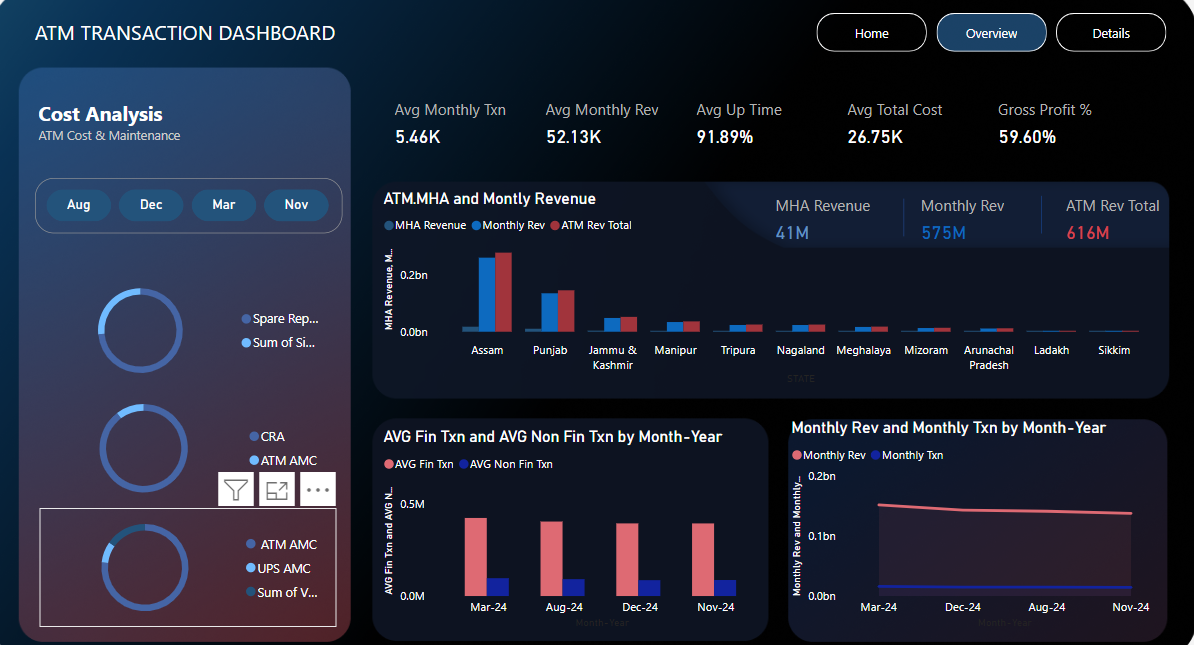 ATM TRANSACTION DASHBOARD
Home
Overview
Details
Cost Analysis
ATM Cost & Maintenance
Aug
Dec
Mar
Nov
Spare Rep...
Sum of Si...
CRA
ATM AMC
ATM AMC
UPS AMC
Sum of V...
Avg Monthly Txn
5.46K
Avg Monthly Rev
52.13K
Avg Up Time
91.89%
Avg Total Cost
26.75K
Gross Profit %
59.60%
ATM.MHA and Montly Revenue
MHA Revenue Monthly Rev ATM Rev Total
MHA Revenue
41M
Monthly Rev
575M
ATM Rev Total
616M
MHA Revenue, M...
0.2bn
0.0bn
Assam
Punjab
Jammu &
Kashmir
Manipur
Tripura
Nagaland
Meghalaya
Mizoram
Arunachal
Pradesh
Ladakh
Sikkim
STATE
AVG Fin Txn and AVG Non Fin Txn by Month-Year
AVG Fin Txn AVG Non Fin Txn
AVG Fin Txn and AVG N...
0.5M
0.0M
Mar-24
Aug-24
Dec-24
Nov-24
Month-Year
Monthly Rev and Monthly Txn by Month-Year
Monthly Rev Monthly Txn
Monthly Rev and Monthly...
0.2bn
0.1bn
0.0bn
Mar-24
Dec-24
Aug-24
Nov-24
Month-Year